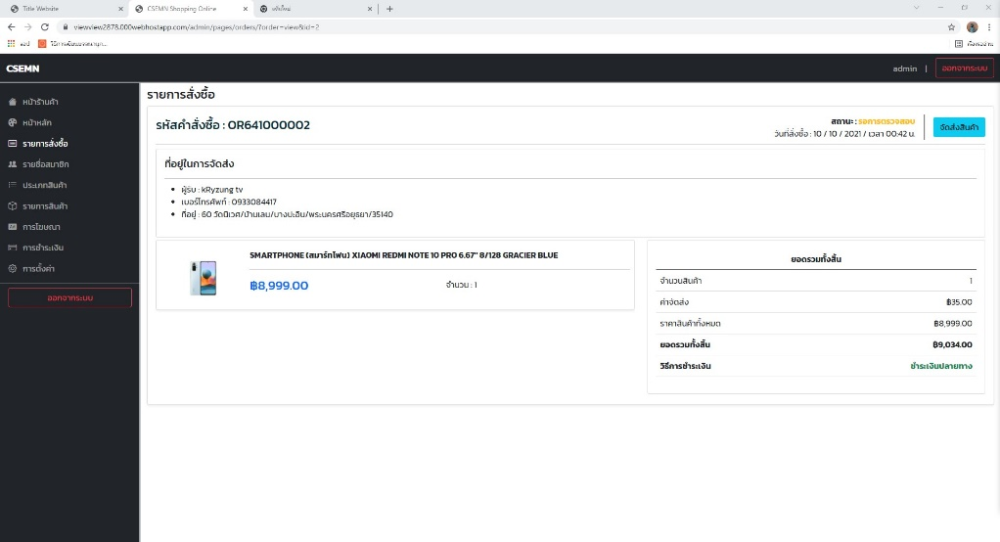 Title Website
CSEMN Shopping Online
แท็บใหม่
viewview2878.000webhostapp.com/admin/pages/orders/?order=view&id=2
แอป
CSEMN
admin | ออกจากระบบ
หน้าร้านค้า
หน้าหลัก
รายการสั่งซื้อ
รายชื่อสมาชิก
ประเภทสินค้า
รายการสินค้า
การโฆษณา
การชำระเงิน
การตั้งค่า
ออกจากระบบ
รายการสั่งซื้อ
รหัสคำสั่งซื้อ : OR641000002
สถานะ : รอการตรวจสอบ
วันที่สั่งซื้อ : 10 / 10 / 2021 / เวลา 00:42 น.
จัดส่งสินค้า
ที่อยู่ในการจัดส่ง
ผู้รับ : kRyzung tv
เบอร์โทรศัพท์ : 0933084417
ที่อยู่ : 60 วัดนิเวศ/บ้านเลน/บางปะอิน/พระนครศรีอยุธยา/35140
SMARTPHONE (สมาร์ทโฟน) XIAOMI REDMI NOTE 10 PRO 6.67" 8/128 GRACIER BLUE
฿8,999.00
จำนวน : 1
ยอดรวมทั้งสิ้น
จำนวนสินค้า 1
ค่าจัดส่ง ฿35.00
ราคาสินค้าทั้งหมด ฿8,999.00
ยอดรวมทั้งสิ้น ฿9,034.00
วิธีการชำระเงิน ชำระเงินปลายทาง